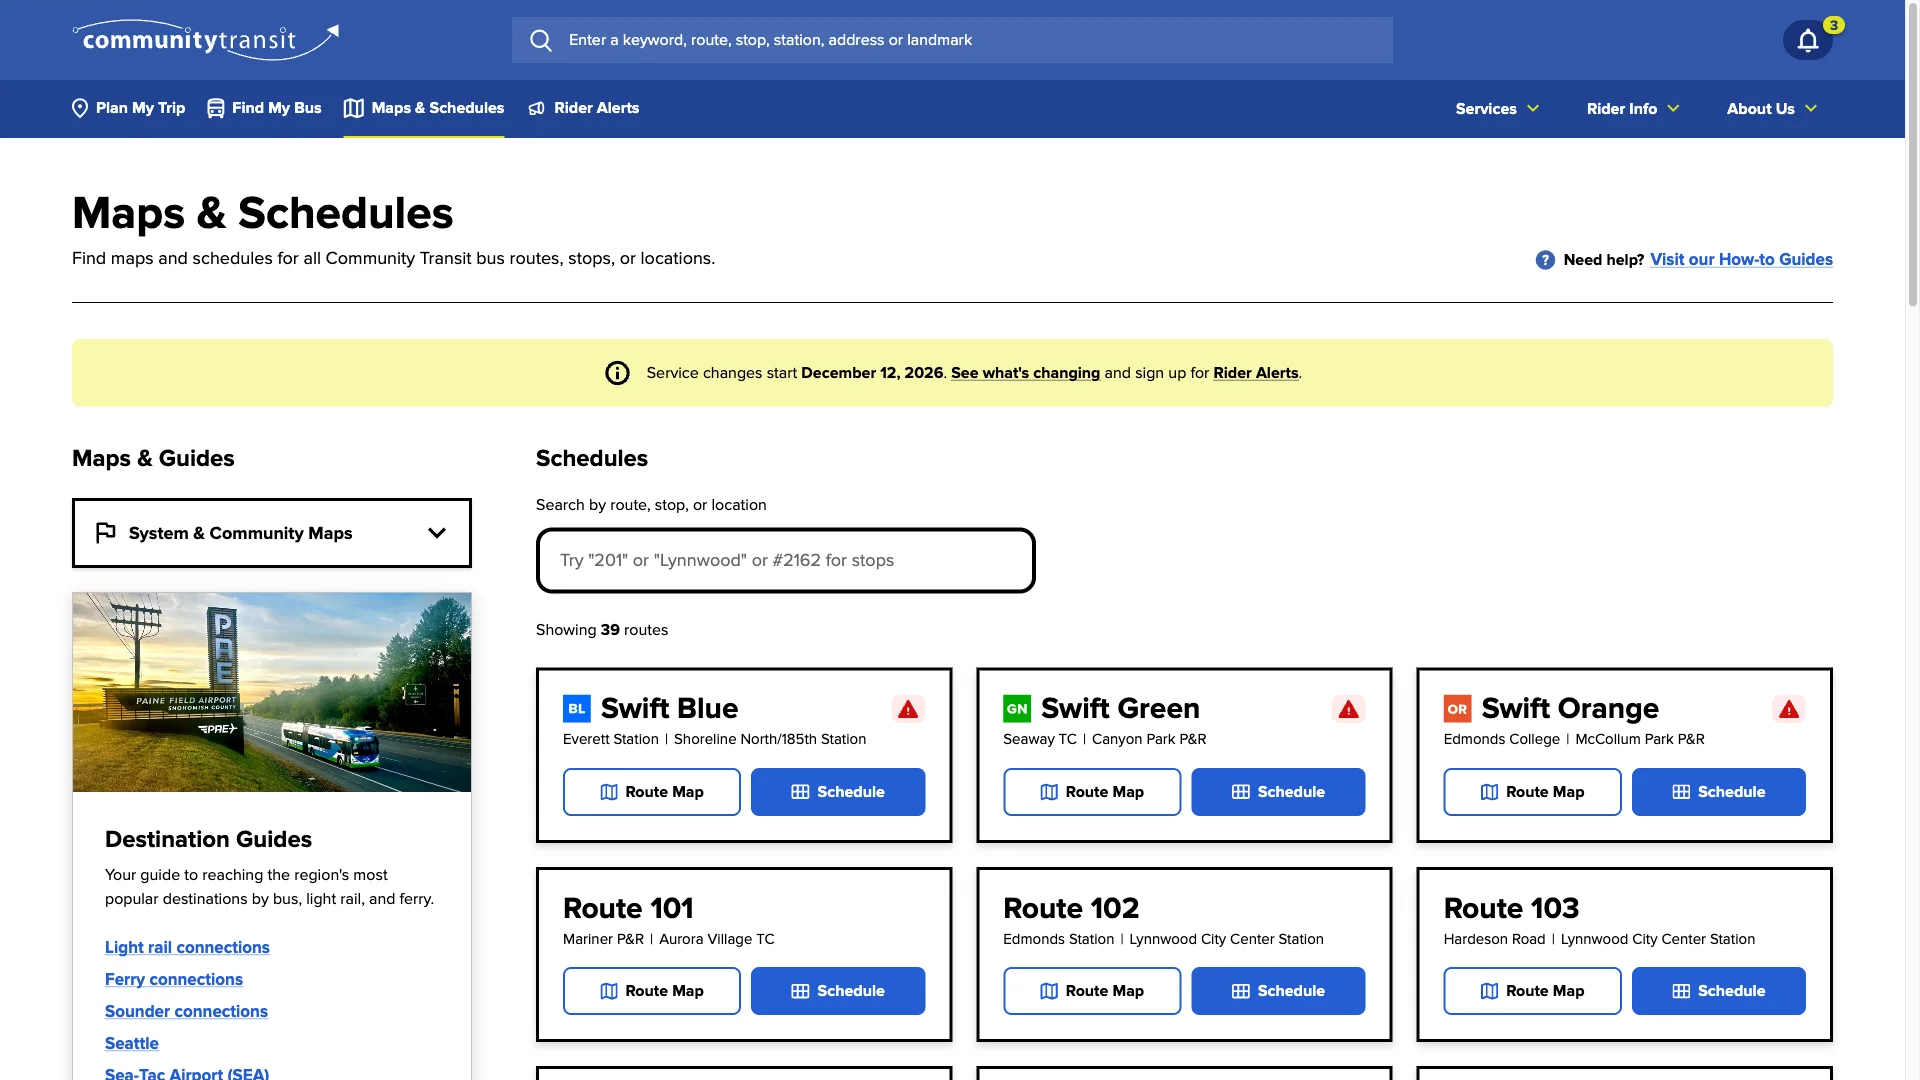 communitytransit
Enter a keyword, route, stop, station, address or landmark
3
Plan My Trip
Find My Bus
Maps & Schedules
Rider Alerts
Services
Rider Info
About Us
Maps & Schedules
Find maps and schedules for all Community Transit bus routes, stops, or locations.
? Need help? Visit our How-to Guides
Service changes start December 12, 2026. See what's changing and sign up for Rider Alerts.
Maps & Guides
System & Community Maps
PAE
PAINE FIELD AIRPORT
SNOHOMISH COUNTY
PAE
Destination Guides
Your guide to reaching the region's most
popular destinations by bus, light rail, and ferry.
Light rail connections
Ferry connections
Sounder connections
Seattle
Sea-Tac Airport (SEA)
Schedules
Search by route, stop, or location
Try "201" or "Lynnwood" or #2162 for stops
Showing 39 routes
BL Swift Blue
Everett Station | Shoreline North/185th Station
Route Map
Schedule
GN Swift Green
Seaway TC | Canyon Park P&R
Route Map
Schedule
OR Swift Orange
Edmonds College | McCollum Park P&R
Route Map
Schedule
Route 101
Mariner P&R | Aurora Village TC
Route Map
Schedule
Route 102
Edmonds Station | Lynnwood City Center Station
Route Map
Schedule
Route 103
Hardeson Road | Lynnwood City Center Station
Route Map
Schedule